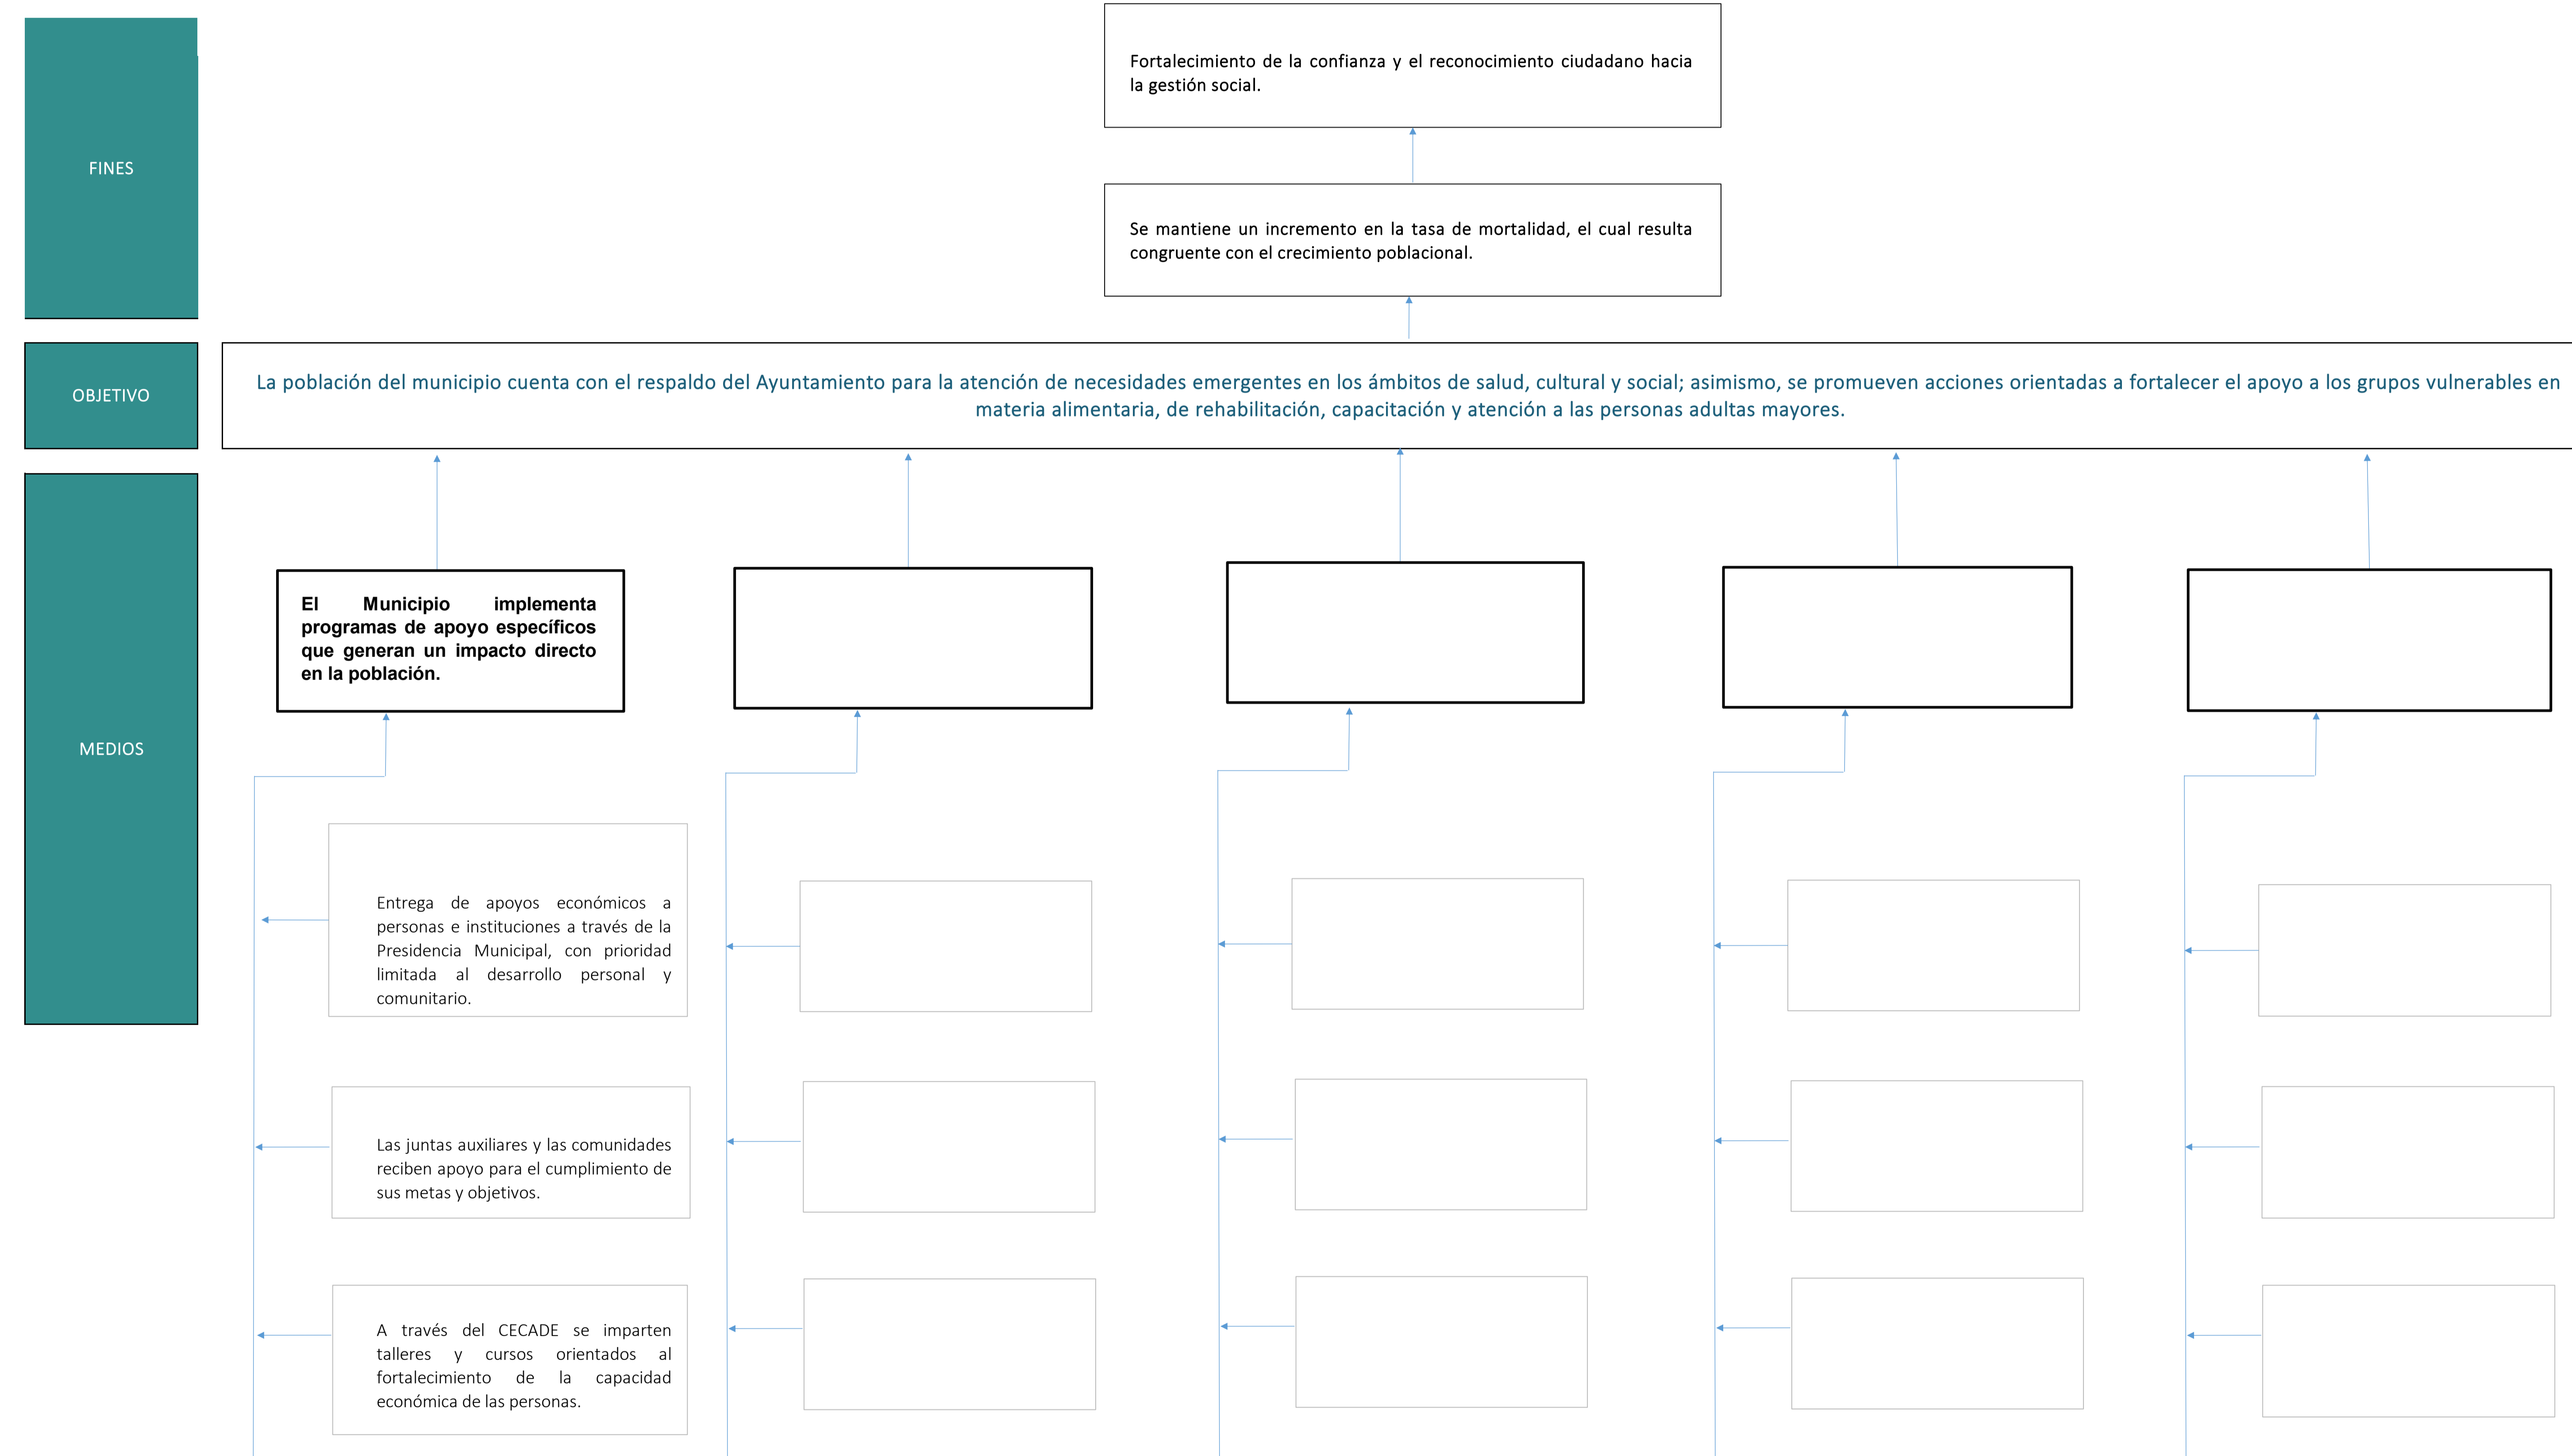 FINES
Fortalecimiento de la confianza y el reconocimiento ciudadano hacia
la gestión social.
Se mantiene un incremento en la tasa de mortalidad, el cual resulta
congruente con el crecimiento poblacional.
OBJETIVO
La población del municipio cuenta con el respaldo del Ayuntamiento para la atención de necesidades emergentes en los ámbitos de salud, cultural y social; asimismo, se promueven acciones orientadas a fortalecer el apoyo a los grupos vulnerables en
materia alimentaria, de rehabilitación, capacitación y atención a las personas adultas mayores.
MEDIOS
El Municipio implementa
programas de apoyo específicos
que generan un impacto directo
en la población.
Entrega de apoyos económicos a
personas e instituciones a través de la
Presidencia Municipal, con prioridad
limitada al desarrollo personal y
comunitario.
Las juntas auxiliares y las comunidades
reciben apoyo para el cumplimiento de
sus metas y objetivos.
A través del CECADE se imparten
talleres y cursos orientados al
fortalecimiento de la capacidad
económica de las personas.